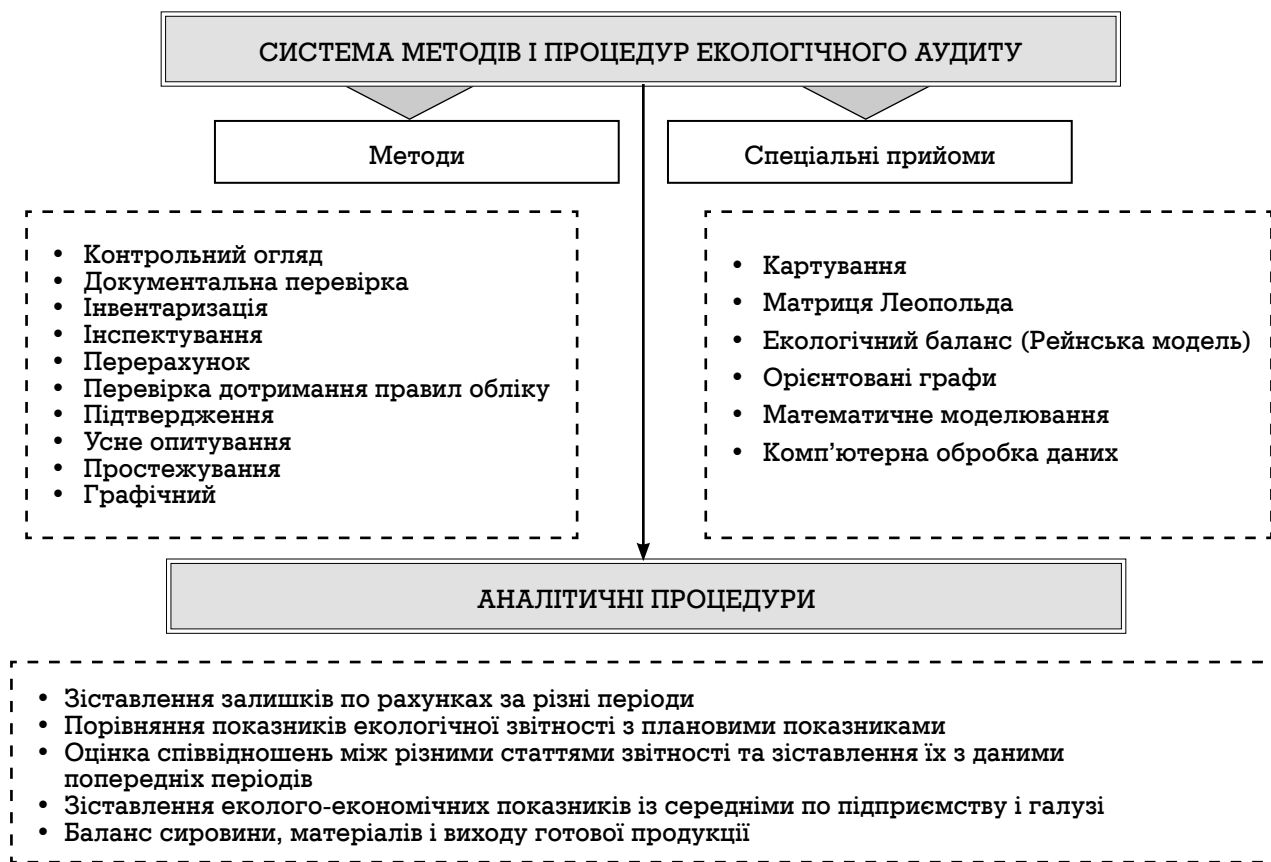 СИСТЕМА МЕТОДІВ І ПРОЦЕДУР ЕКОЛОГІЧНОГО АУДИТУ
Методи
Спеціальні прийоми
• Контрольний огляд
• Документальна перевірка
• Інвентаризація
• Інспектування
• Перерахунок
• Перевірка дотримання правил обліку
• Підтвердження
• Усне опитування
• Простежування
• Графічний
• Картування
• Матриця Леопольда
• Екологічний баланс (Рейнська модель)
• Орієнтовані графи
• Математичне моделювання
• Комп’ютерна обробка даних
АНАЛІТИЧНІ ПРОЦЕДУРИ
• Зіставлення залишків по рахунках за різні періоди
• Порівняння показників екологічної звітності з плановими показниками
• Оцінка співвідношень між різними статтями звітності та зіставлення їх з даними
попередніх періодів
• Зіставлення еколого-економічних показників із середніми по підприємству і галузі
• Баланс сировини, матеріалів і виходу готової продукції